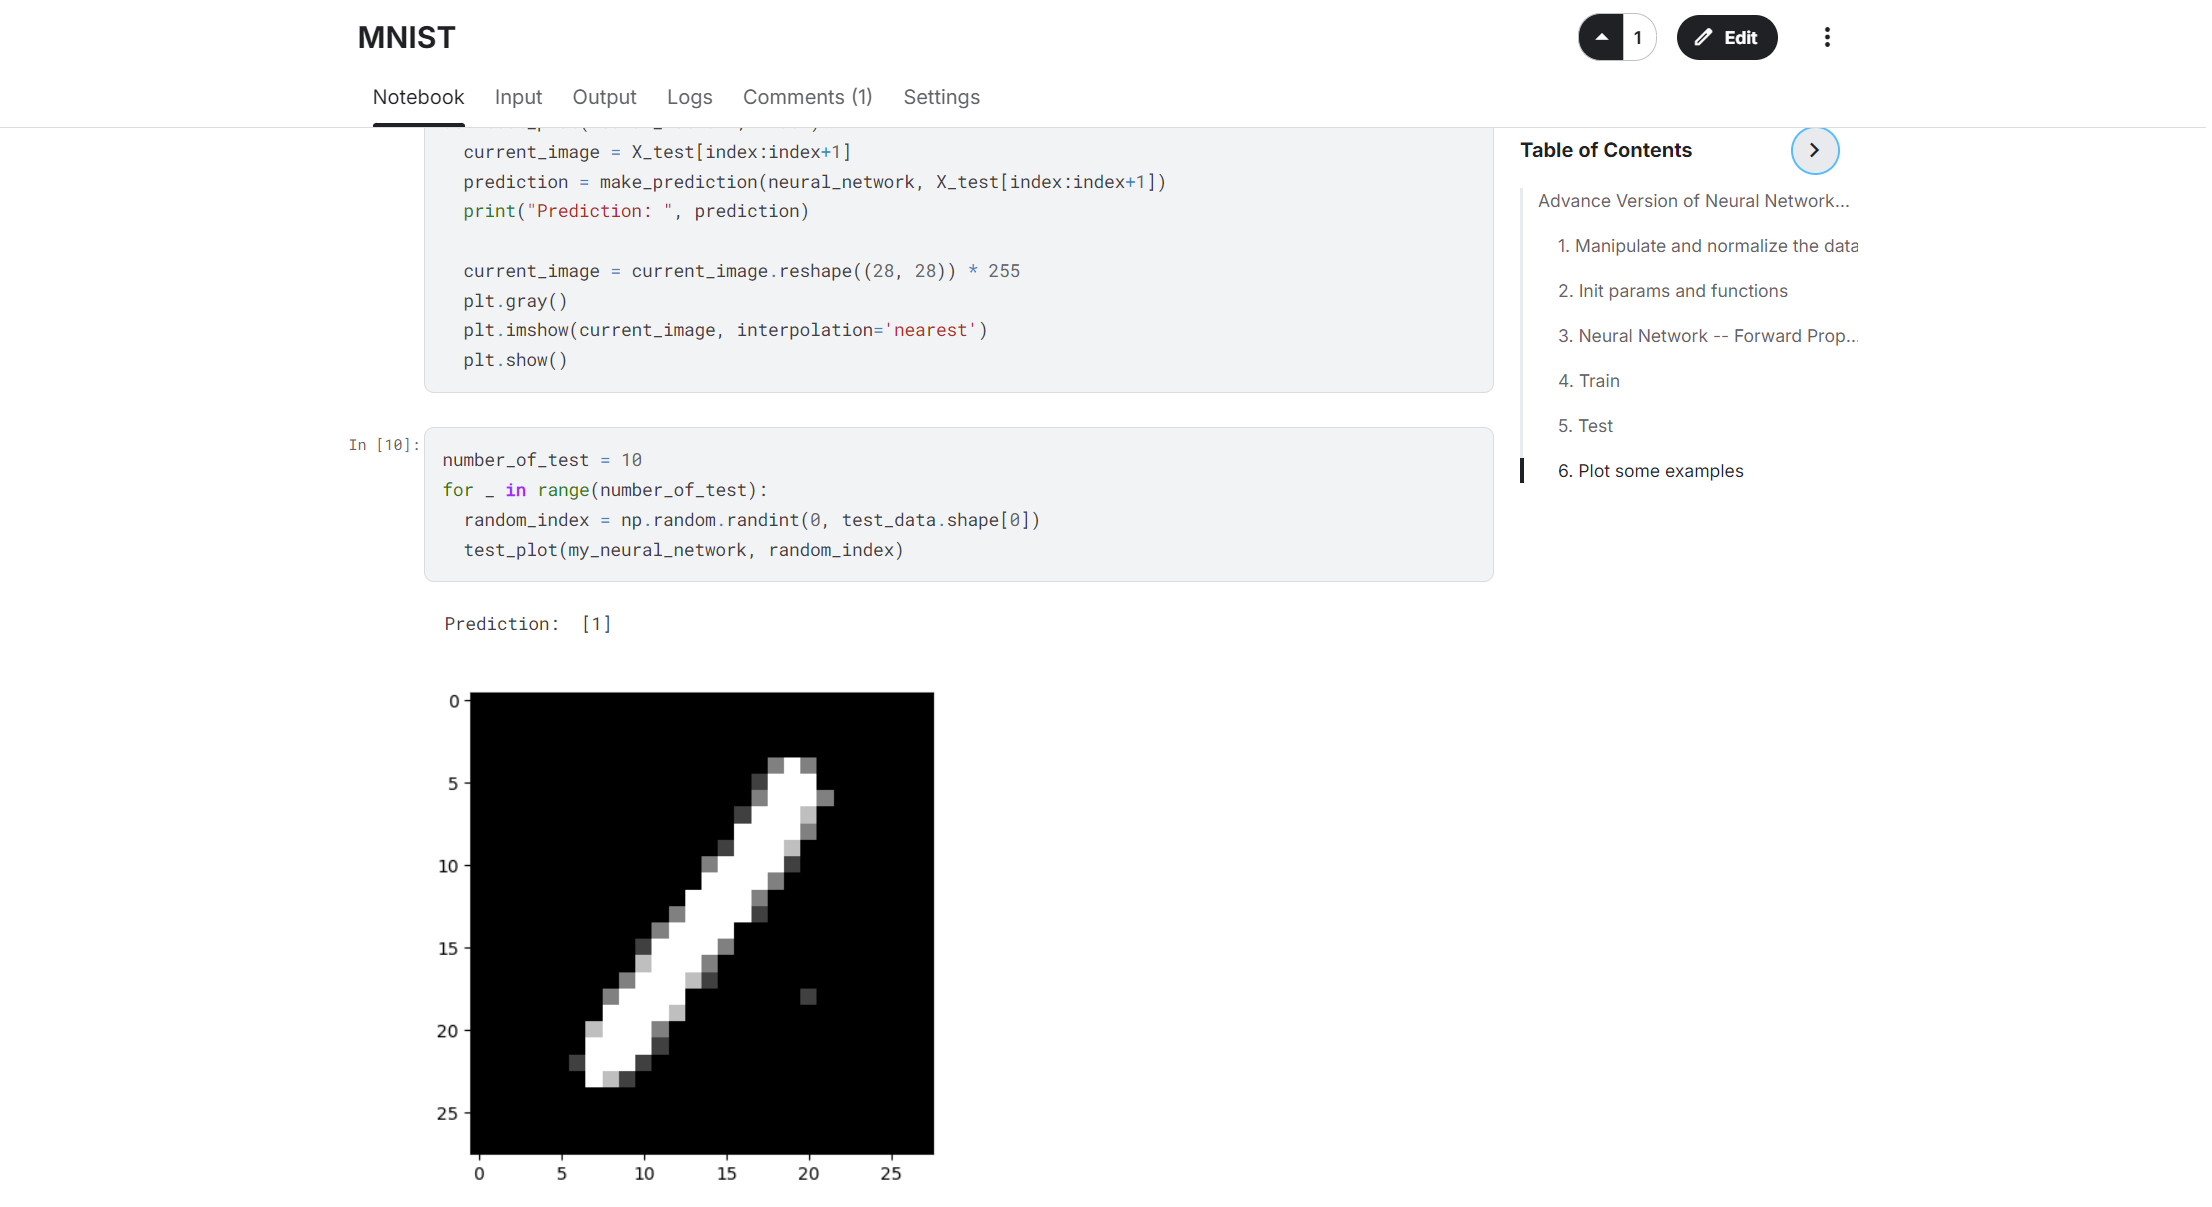 MNIST
1
Edit
Notebook Input Output Logs Comments (1) Settings
current_image = X_test[index:index+1]
prediction = make_prediction(neural_network, X_test[index:index+1])
print("Prediction: ", prediction)
current_image = current_image.reshape((28, 28)) * 255
plt.gray()
plt.imshow(current_image, interpolation='nearest')
plt.show()
In [10]:
number_of_test = 10
for _ in range(number_of_test):
random_index = np.random.randint(0, test_data.shape[0])
test_plot(my_neural_network, random_index)
Prediction:  [1]
0
5
10
15
20
25
0 5 10 15 20 25
Table of Contents
Advance Version of Neural Network...
1. Manipulate and normalize the data
2. Init params and functions
3. Neural Network -- Forward Prop...
4. Train
5. Test
6. Plot some examples